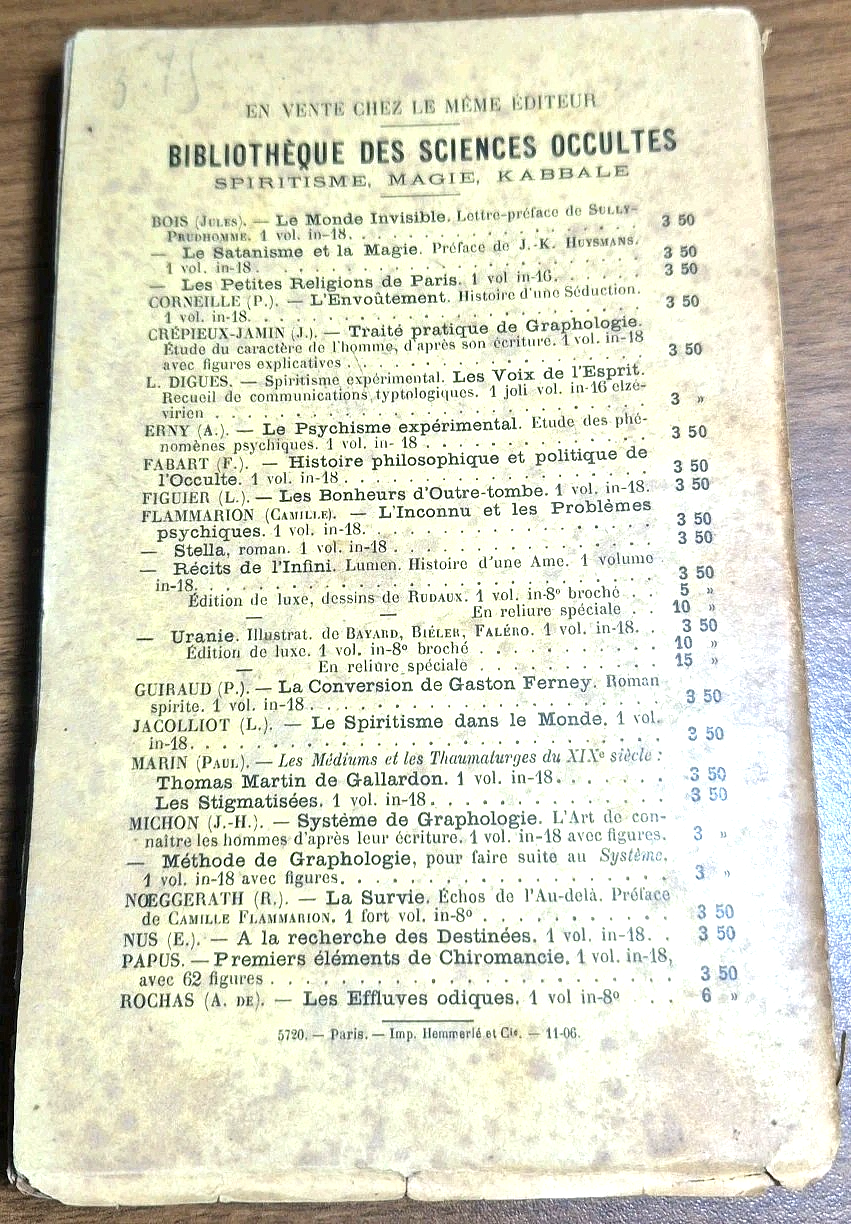 3.75
EN VENTE CHEZ LE MÊME ÉDITEUR
BIBLIOTHÈQUE DES SCIENCES OCCULTES
SPIRITISME, MAGIE, KABBALE
BOIS (JULES). — Le Monde Invisible. Lettre-préface de SULLY-
PRUDHOMME. 1 vol. in-18. . . . . . . . . . . . . . . . 3 50
— Le Satanisme et la Magie. Préface de J.-K. HUYSMANS.
1 vol. in-18 . . . . . . . . . . . . . . . . . . . . 3 50
— Les Petites Religions de Paris. 1 vol in-16. . . . . . 3 50
CORNEILLE (P.). — L'Envoûtement. Histoire d'une Séduction.
1 vol. in-18. . . . . . . . . . . . . . . . . . . . 3 50
CRÉPIEUX-JAMIN (J.). — Traité pratique de Graphologie.
Étude du caractère de l'homme, d'après son écriture. 1 vol. in-18
avec figures explicatives . . . . . . . . . . . . . . 3 50
L. DIGUES. — Spiritisme expérimental. Les Voix de l'Esprit.
Recueil de communications typtologiques. 1 joli vol. in-16 elzé-
virien . . . . . . . . . . . . . . . . . . . . . . 3 »
ERNY (A.). — Le Psychisme expérimental. Etude des phé-
nomènes psychiques. 1 vol. in- 18 . . . . . . . . . . . 3 50
FABART (F.). — Histoire philosophique et politique de
l'Occulte. 1 vol. in-18 . . . . . . . . . . . . . . . 3 50
FIGUIER (L.). — Les Bonheurs d'Outre-tombe. 1 vol. in-18. 3 50
FLAMMARION (CAMILLE). — L'Inconnu et les Problèmes
psychiques. 1 vol. in-18. . . . . . . . . . . . . . . 3 50
— Stella, roman. 1 vol. in-18 . . . . . . . . . . . . . 3 50
— Récits de l'Infini. Lumen. Histoire d'une Ame. 1 volume
in-18. . . . . . . . . . . . . . . . . . . . . . . 3 50
Édition de luxe, dessins de RUDAUX. 1 vol. in-8º broché . . 5 »
— — En reliure spéciale . . 10 »
— Uranie. Illustrat. de BAYARD, BIÉLER, FALÉRO. 1 vol. in-18. . 3 50
Édition de luxe. 1 vol. in-8º broché . . . . . . . . . . 10 »
— En reliure spéciale . . . . . . . . . . 15 »
GUIRAUD (P.). — La Conversion de Gaston Ferney. Roman
spirite. 1 vol. in-18 . . . . . . . . . . . . . . . . 3 50
JACOLLIOT (L.). — Le Spiritisme dans le Monde. 1 vol.
in-18. . . . . . . . . . . . . . . . . . . . . . . 3 50
MARIN (PAUL). — Les Médiums et les Thaumaturges du XIXe siècle :
Thomas Martin de Gallardon. 1 vol. in-18. . . . . . . 3 50
Les Stigmatisées. 1 vol. in-18. . . . . . . . . . . . 3 50
MICHON (J.-H.). — Système de Graphologie. L'Art de con-
naître les hommes d'après leur écriture. 1 vol. in-18 avec figures. 3 »
— Méthode de Graphologie, pour faire suite au Système.
1 vol. in-18 avec figures. . . . . . . . . . . . . . . 3 »
NŒGGERATH (R.). — La Survie. Échos de l'Au-delà. Préface
de CAMILLE FLAMMARION. 1 fort vol. in-8º . . . . . . . . 3 50
NUS (E.). — A la recherche des Destinées. 1 vol. in-18. . 3 50
PAPUS. — Premiers éléments de Chiromancie. 1 vol. in-18,
avec 62 figures . . . . . . . . . . . . . . . . . . 3 50
ROCHAS (A. DE). — Les Effluves odiques. 1 vol in-8º . . . 6 »
5720. — Paris. — Imp. Hemmerlé et Cie. — 11-06.